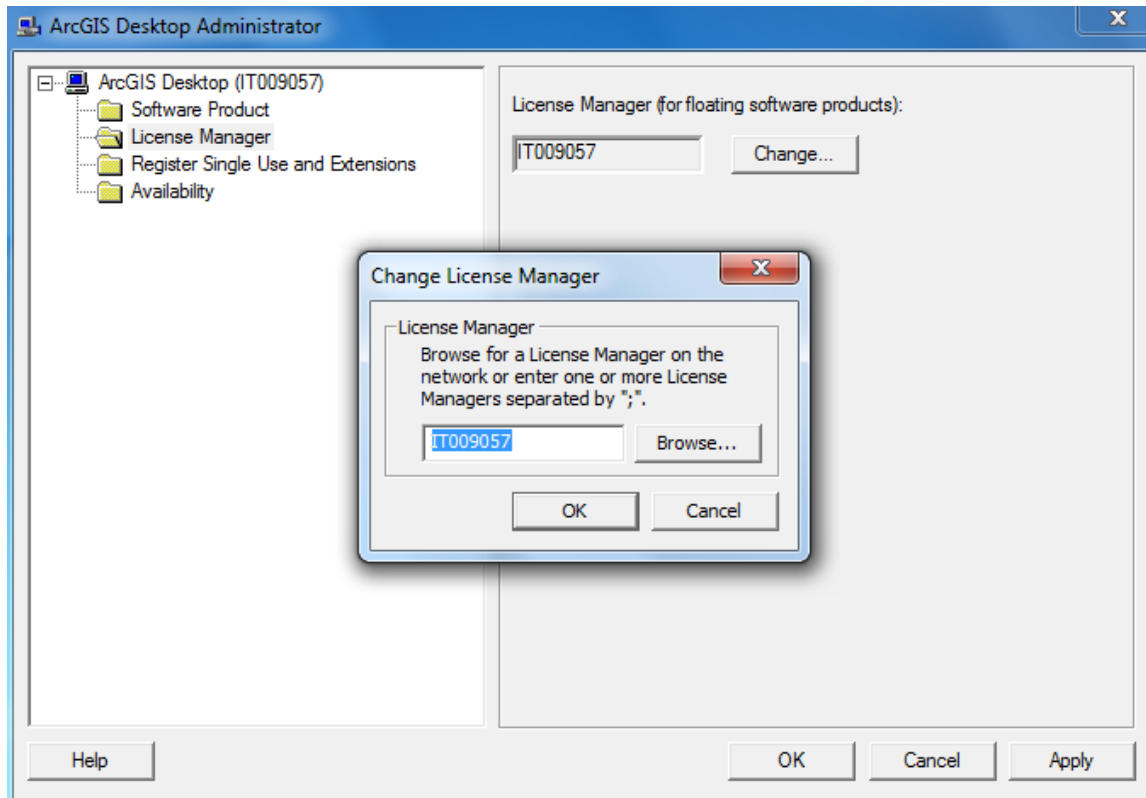 ArcGIS Desktop Administrator
X
ArcGIS Desktop (IT009057)
Software Product
License Manager
Register Single Use and Extensions
Availability
License Manager (for floating software products):
IT009057
Change...
Change License Manager
X
License Manager
Browse for a License Manager on the
network or enter one or more License
Managers separated by ";".
IT009057
Browse...
OK
Cancel
Help
OK
Cancel
Apply